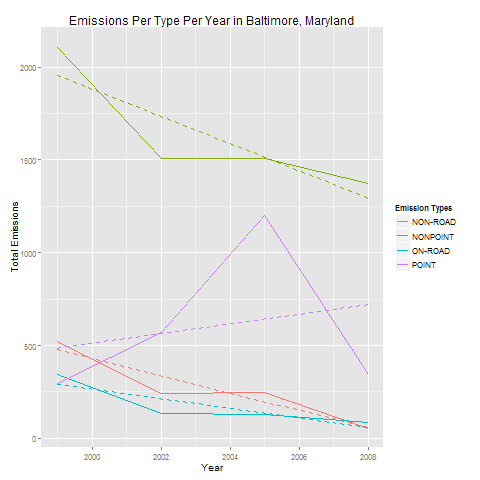 Emissions Per Type Per Year in Baltimore, Maryland
2000
1500
1000
500
0
Total Emissions
2000
2002
2004
2006
2008
Year
Emission Types
NON-ROAD
NONPOINT
ON-ROAD
POINT